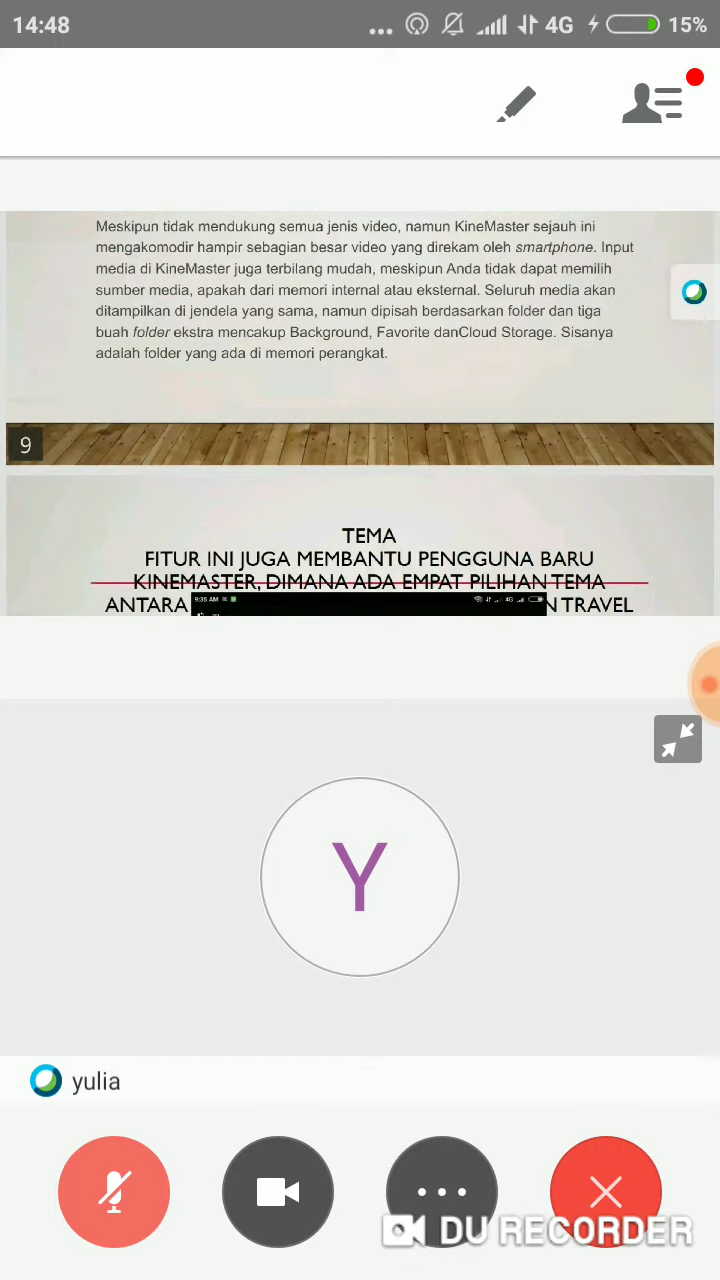 14:48
4G
15%
Meskipun tidak mendukung semua jenis video, namun KineMaster sejauh ini
mengakomodir hampir sebagian besar video yang direkam oleh smartphone. Input
media di KineMaster juga terbilang mudah, meskipun Anda tidak dapat memilih
sumber media, apakah dari memori internal atau eksternal. Seluruh media akan
ditampilkan di jendela yang sama, namun dipisah berdasarkan folder dan tiga
buah folder ekstra mencakup Background, Favorite danCloud Storage. Sisanya
adalah folder yang ada di memori perangkat.
9
TEMA
FITUR INI JUGA MEMBANTU PENGGUNA BARU
KINEMASTER, DIMANA ADA EMPAT PILIHAN TEMA
ANTARA N TRAVEL
9:35 AM 4G
Y
yulia
DU RECORDER